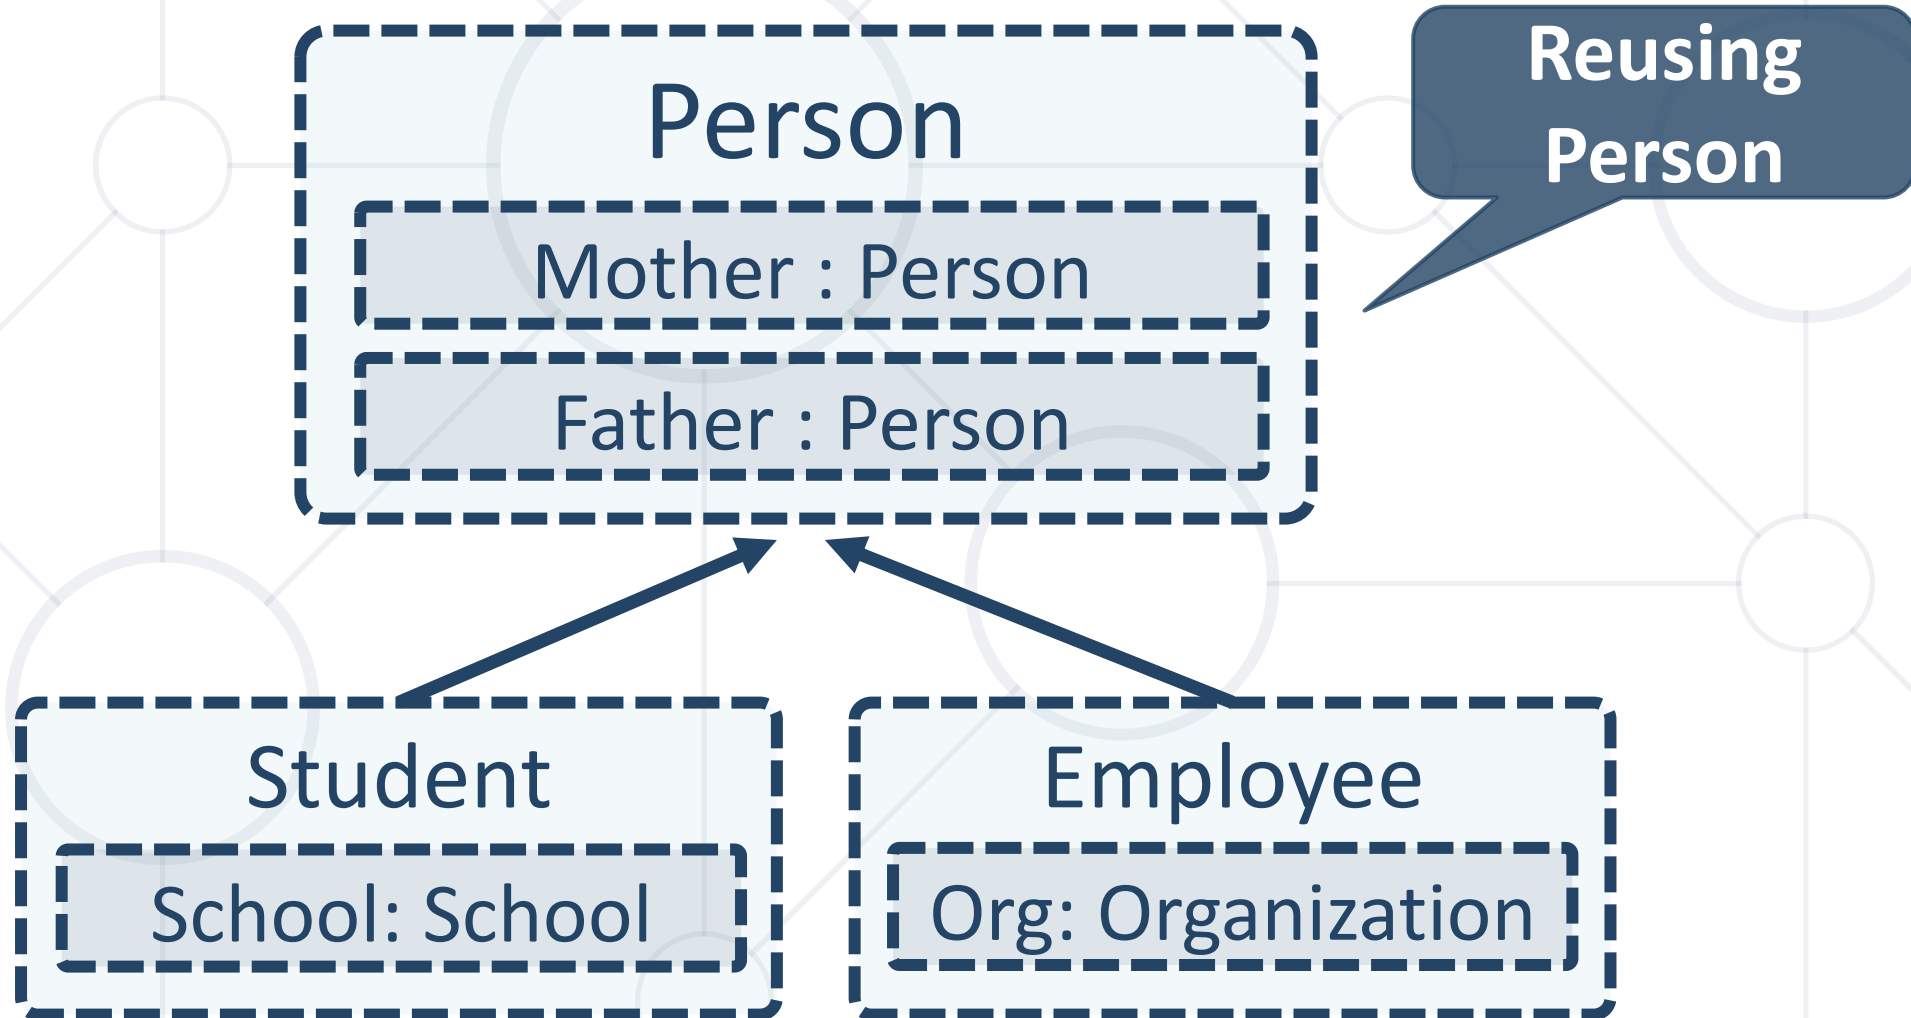 Person
Mother : Person
Father : Person
Reusing
Person
Student
School: School
Employee
Org: Organization